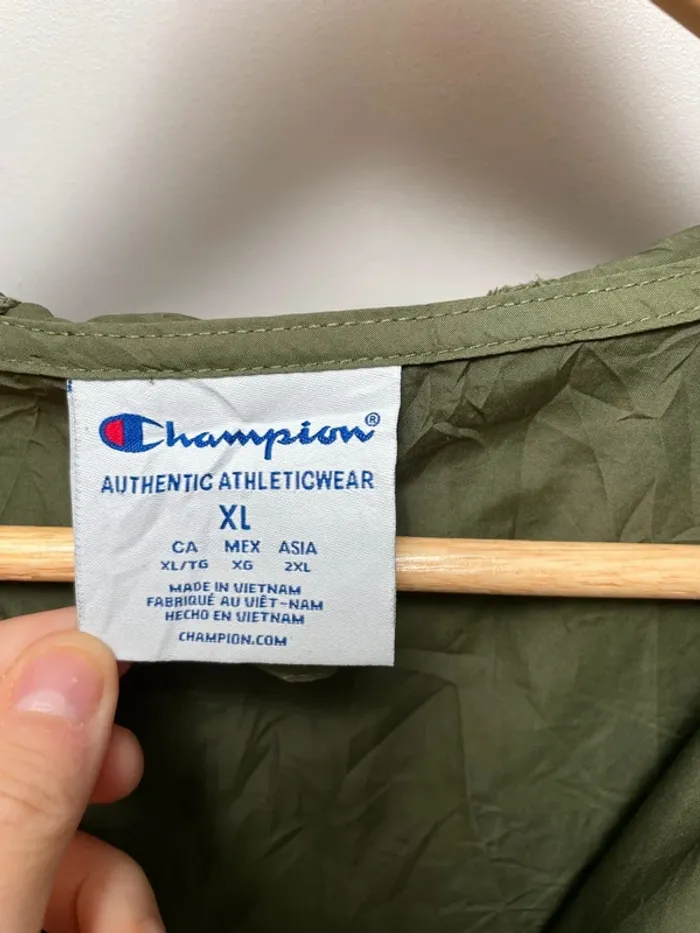 Champion®
AUTHENTIC ATHLETICWEAR
XL
CA MEX ASIA
XL/TG XG 2XL
MADE IN VIETNAM
FABRIQUÉ AU VIÊT-NAM
HECHO EN VIETNAM
CHAMPION.COM